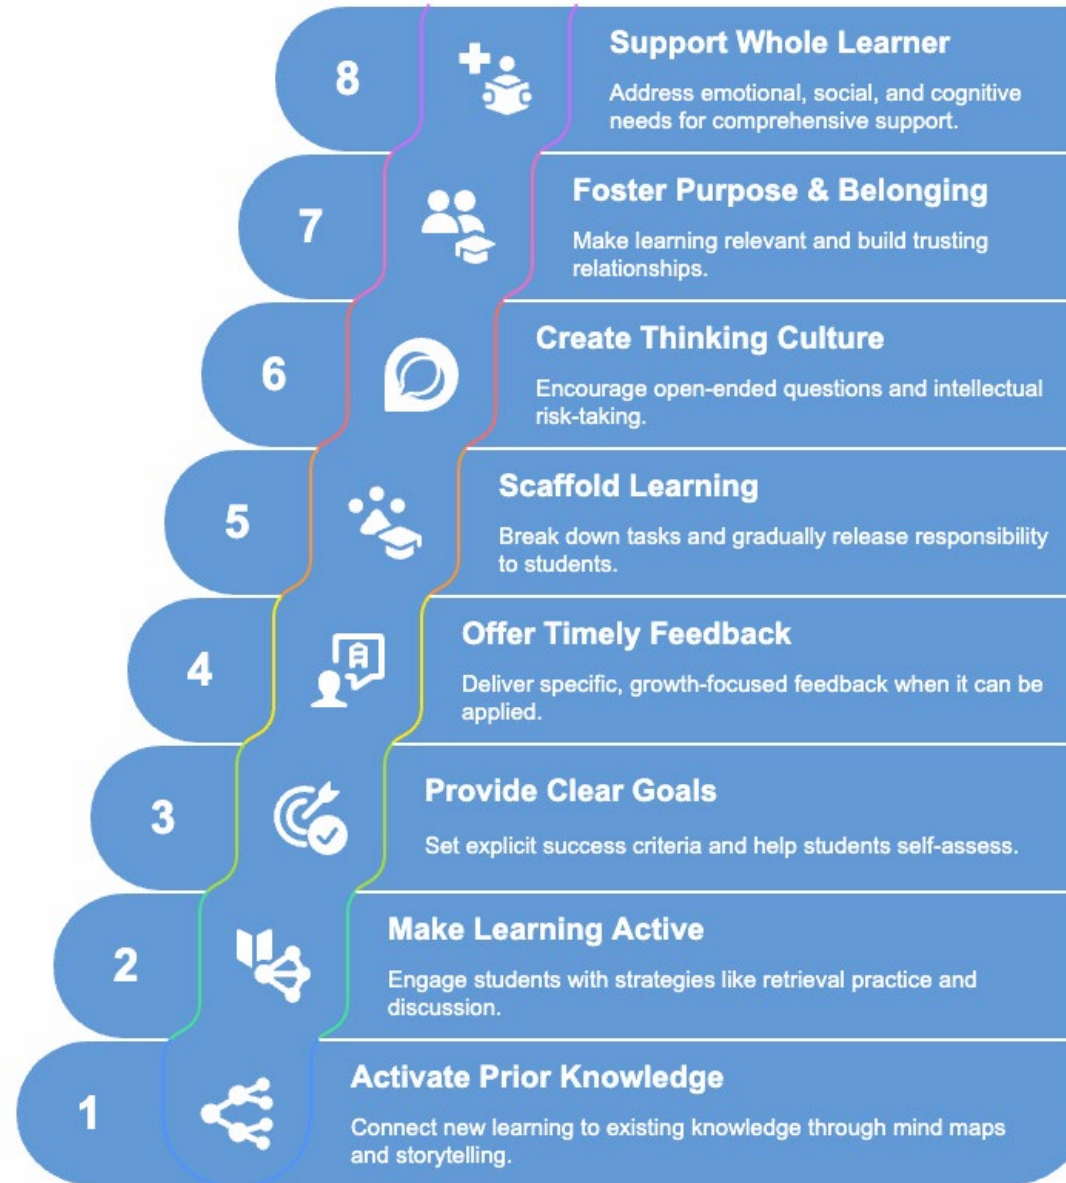 8
Support Whole Learner
Address emotional, social, and cognitive
needs for comprehensive support.
7
Foster Purpose & Belonging
Make learning relevant and build trusting
relationships.
6
Create Thinking Culture
Encourage open-ended questions and intellectual
risk-taking.
5
Scaffold Learning
Break down tasks and gradually release responsibility
to students.
4
Offer Timely Feedback
Deliver specific, growth-focused feedback when it can be
applied.
3
Provide Clear Goals
Set explicit success criteria and help students self-assess.
2
Make Learning Active
Engage students with strategies like retrieval practice and
discussion.
1
Activate Prior Knowledge
Connect new learning to existing knowledge through mind maps
and storytelling.